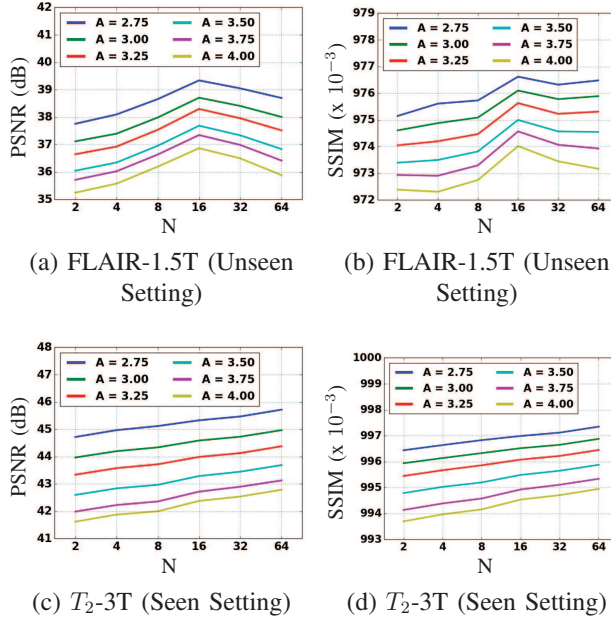 42
41
40
39
38
37
36
35
PSNR (dB)
A = 2.75
A = 3.00
A = 3.25
A = 3.50
A = 3.75
A = 4.00
2 4 8 16 32 64
N
(a) FLAIR-1.5T (Unseen
Setting)
979
978
977
976
975
974
973
972
SSIM (x 10⁻³)
A = 2.75
A = 3.00
A = 3.25
A = 3.50
A = 3.75
A = 4.00
2 4 8 16 32 64
N
(b) FLAIR-1.5T (Unseen
Setting)
48
47
46
45
44
43
42
41
PSNR (dB)
A = 2.75
A = 3.00
A = 3.25
A = 3.50
A = 3.75
A = 4.00
2 4 8 16 32 64
N
(c) T₂-3T (Seen Setting)
1000
999
998
997
996
995
994
993
SSIM (x 10⁻³)
A = 2.75
A = 3.00
A = 3.25
A = 3.50
A = 3.75
A = 4.00
2 4 8 16 32 64
N
(d) T₂-3T (Seen Setting)